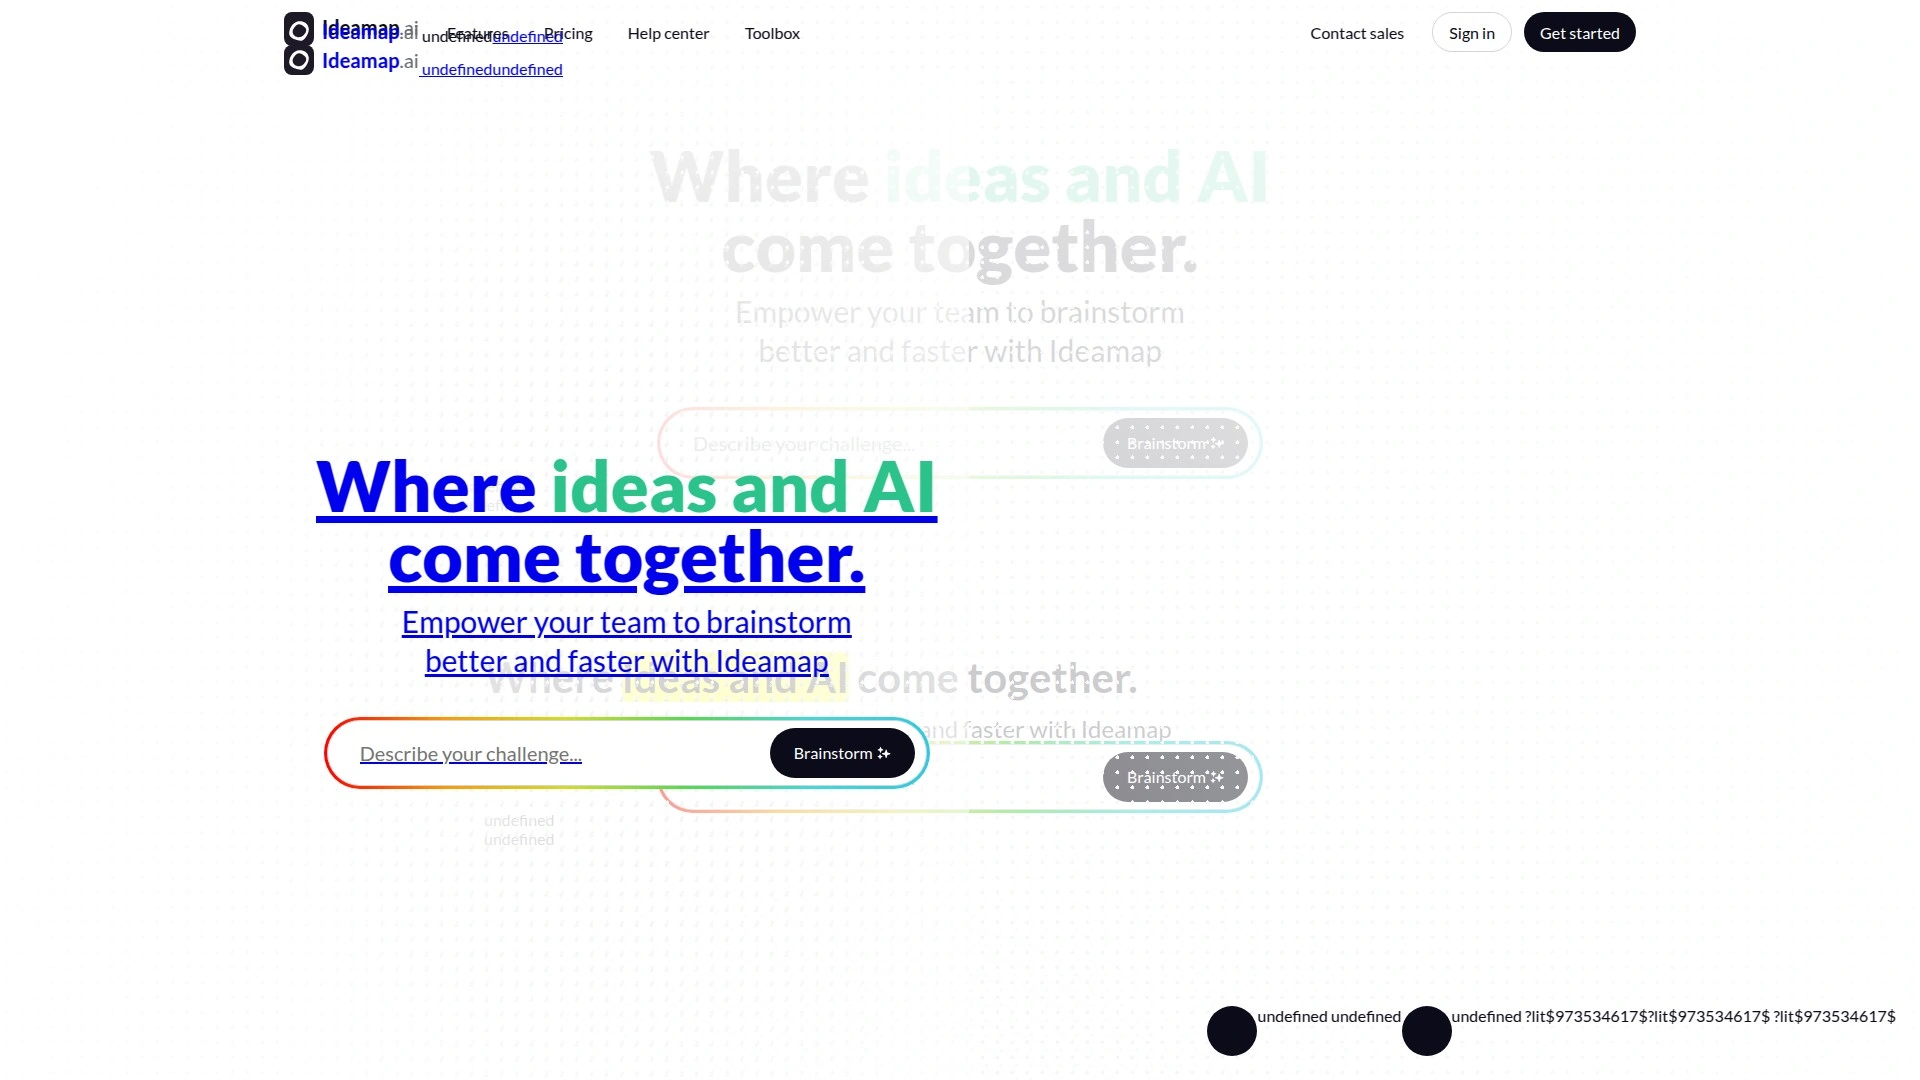 Ideamap.ai
Ideamap.ai undefinedundefined Features Pricing Help center Toolbox Contact sales Sign in Get started
Ideamap.ai undefinedundefined
Where ideas and AI
come together.
Empower your team to brainstorm
better and faster with Ideamap
Describe your challenge... Brainstorm
Where ideas and AI
come together.
Empower your team to brainstorm
better and faster with Ideamap
Where ideas and AI come together.
and faster with Ideamap
Describe your challenge... Brainstorm
Brainstorm
undefined
undefined
undefined undefined undefined ?lit$973534617$?lit$973534617$ ?lit$973534617$